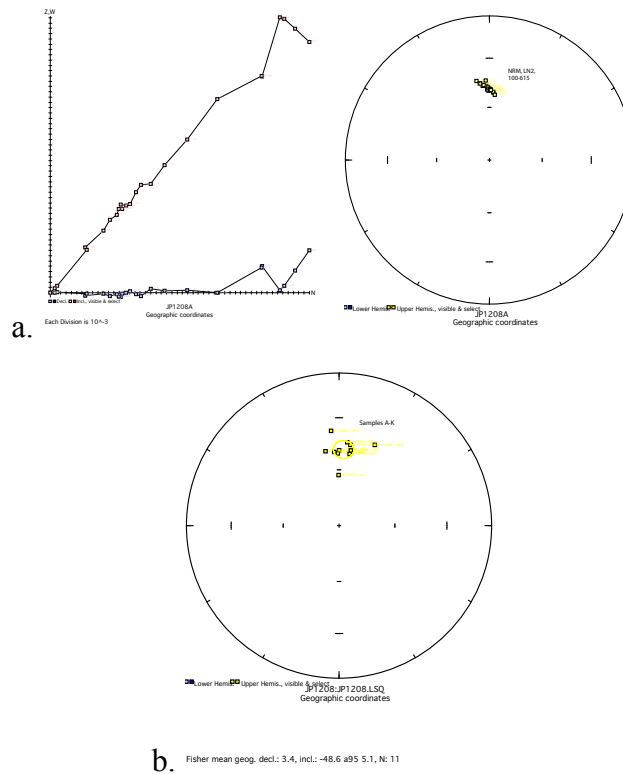 Z,W
N
Decl. Incl., visible & select
JP1208A
Geographic coordinates
Each Division is 10^-3
a.
NRM, LN2,
100-615
Lower Hemis. Upper Hemis., visible & select
JP1208A
Geographic coordinates
Samples A-K
Lower Hemis. Upper Hemis., visible & select
JP1208:JP1208.LSQ
Geographic coordinates
b.
Fisher mean geog. decl.: 3.4, incl.: -48.6 a95 5.1, N: 11